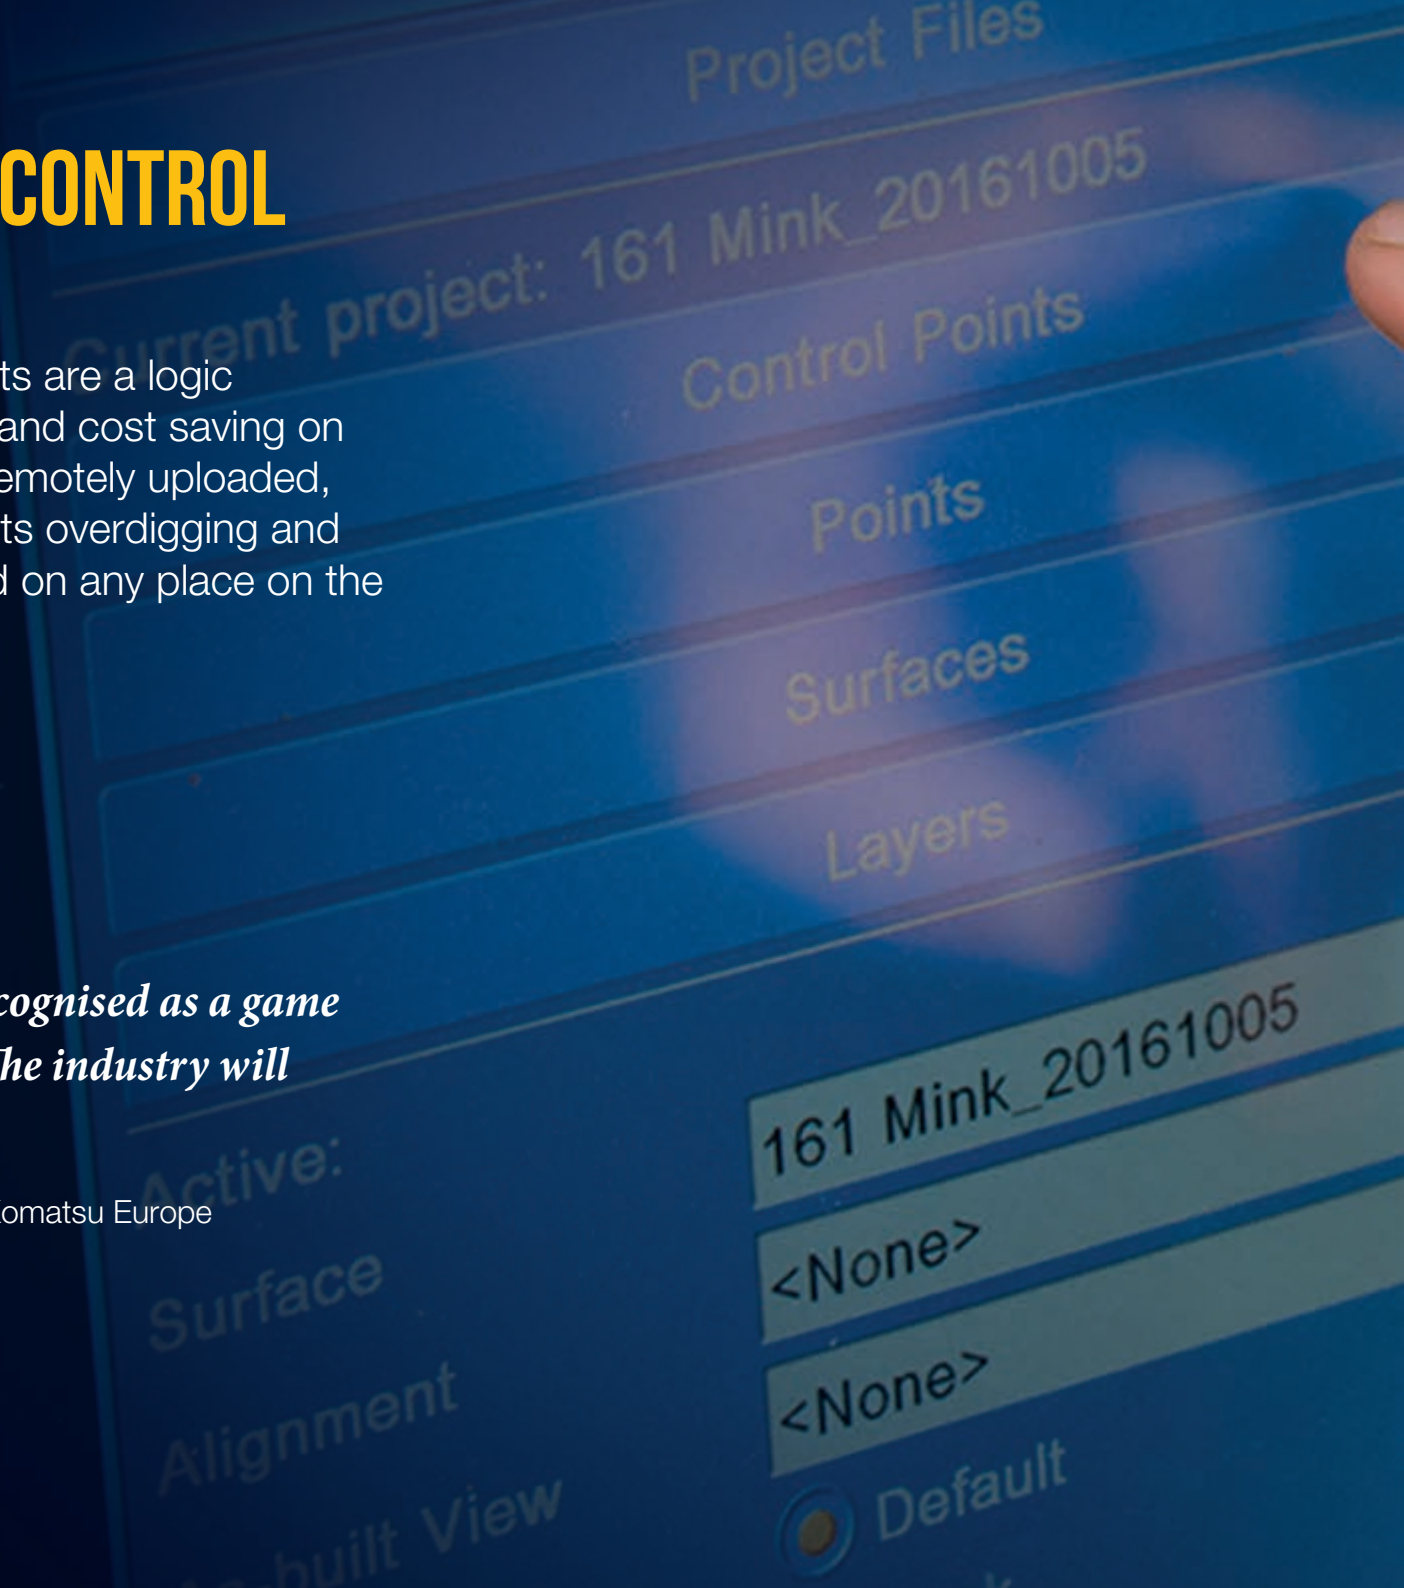 Project Files
CONTROL
Current project: 161 Mink_20161005
Control Points
ts are a logic
and cost saving on
emotely uploaded,
ts overdigging and
on any place on the
Points
Surfaces
Layers
cognised as a game
The industry will
Active:
161 Mink_20161005
omatsu Europe
Surface
<None>
Alignment
<None>
built View
Default